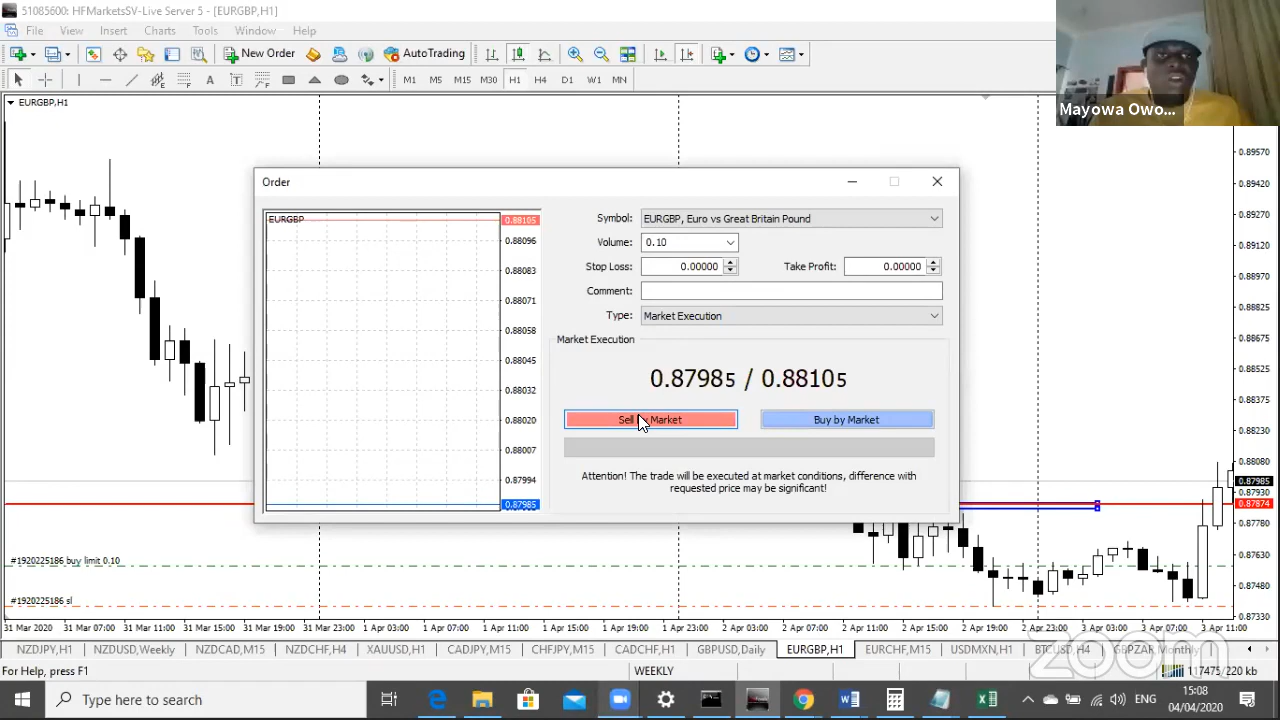 51085600: HFMarketsSV-Live Server 5 - [EURGBP,H1]
File View Insert Charts Tools Window Help
New Order AutoTrading
A T M1 M5 M15 M30 H1 H4 D1 W1 MN
Mayowa Owo...
EURGBP,H1
Order
EURGBP
0.88105
0.88096
0.88083
0.88071
0.88058
0.88045
0.88032
0.88020
0.88007
0.87994
0.87985
Symbol: EURGBP, Euro vs Great Britain Pound
Volume: 0.10
Stop Loss: 0.00000 Take Profit: 0.00000
Comment:
Type: Market Execution
Market Execution
0.87985 / 0.88105
Sell by Market Buy by Market
Attention! The trade will be executed at market conditions, difference with
requested price may be significant!
0.89570
0.89420
0.89270
0.89120
0.88970
0.88825
0.88675
0.88525
0.88375
0.88230
0.88080
0.87985
0.87930
0.87874
0.87780
0.87630
0.87480
0.87330
#1920225186 buy limit 0.10
#1920225186 sl
31 Mar 2020 31 Mar 07:00 31 Mar 11:00 31 Mar 15:00 31 Mar 19:00 31 Mar 23:00 1 Apr 03:00 1 Apr 07:00 1 Apr 11:00 1 Apr 15:00 1 Apr 19:00 1 Apr 23:00 2 Apr 03:00 2 Apr 07:00 2 Apr 11:00 2 Apr 15:00 2 Apr 19:00 2 Apr 23:00 3 Apr 03:00 3 Apr 07:00 3 Apr 11:00
NZDJPY,H1 NZDUSD,Weekly NZDCAD,M15 NZDCHF,H4 XAUUSD,H1 CADJPY,M15 CHFJPY,M15 CADCHF,H1 GBPUSD,Daily EURGBP,H1 EURCHF,M15 USDMXN,H1 BTCUSD,H4 GBPZAR,Monthly
zoom
For Help, press F1 WEEKLY 117475/220 kb
Type here to search
ENG
15:08
04/04/2020